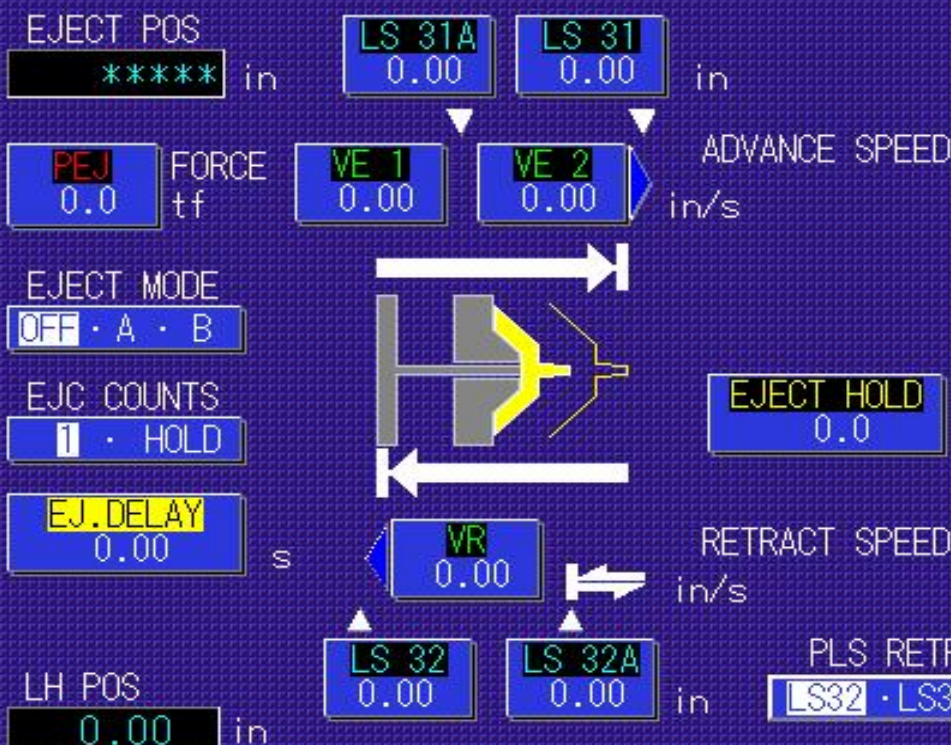 EJECT POS
***** in
LS 31A
0.00
LS 31
0.00
in
PEJ
0.0
FORCE
tf
VE 1
0.00
VE 2
0.00
ADVANCE SPEED
in/s
EJECT MODE
OFF · A · B
EJC COUNTS
1 · HOLD
EJECT HOLD
0.0
EJ.DELAY
0.00
s
VR
0.00
RETRACT SPEED
in/s
LS 32
0.00
LS 32A
0.00
in
PLS RETR
LS32 · LS3
LH POS
0.00 in